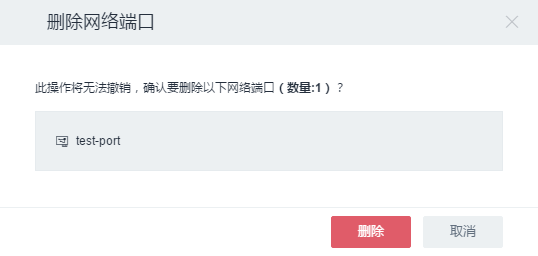 删除网络端口
此操作将无法撤销，确认要删除以下网络端口（数量:1）？
test-port
删除
取消